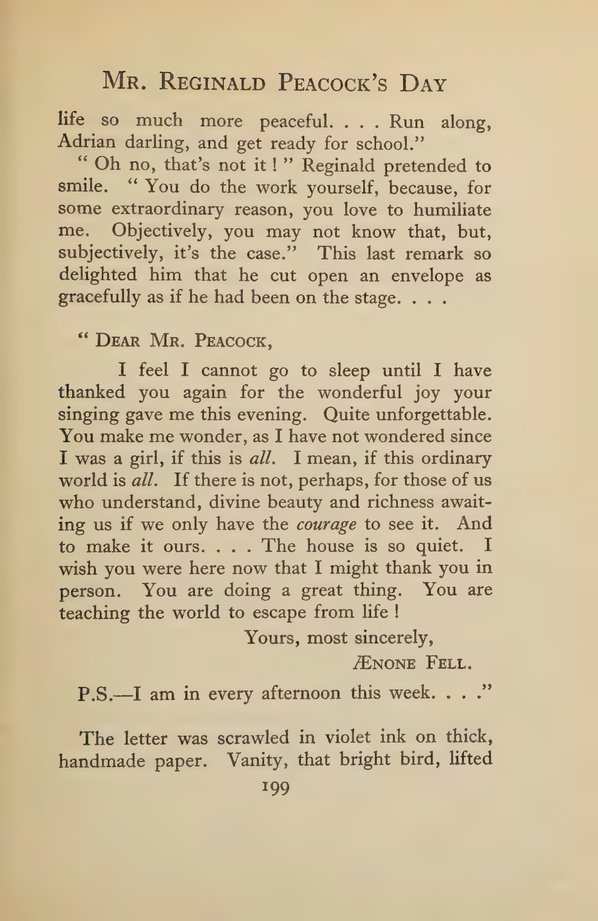 Mr. Reginald Peacock's Day
life so much more peaceful. . . . Run along,
Adrian darling, and get ready for school."
" Oh no, that's not it ! " Reginald pretended to
smile. " You do the work yourself, because, for
some extraordinary reason, you love to humiliate
me. Objectively, you may not know that, but,
subjectively, it's the case." This last remark so
delighted him that he cut open an envelope as
gracefully as if he had been on the stage. . . .
" Dear Mr. Peacock,
I feel I cannot go to sleep until I have
thanked you again for the wonderful joy your
singing gave me this evening. Quite unforgettable.
You make me wonder, as I have not wondered since
I was a girl, if this is all. I mean, if this ordinary
world is all. If there is not, perhaps, for those of us
who understand, divine beauty and richness await-
ing us if we only have the courage to see it. And
to make it ours. . . . The house is so quiet. I
wish you were here now that I might thank you in
person. You are doing a great thing. You are
teaching the world to escape from life !
Yours, most sincerely,
Ænone Fell.
P.S.—I am in every afternoon this week. . . ."
The letter was scrawled in violet ink on thick,
handmade paper. Vanity, that bright bird, lifted
199